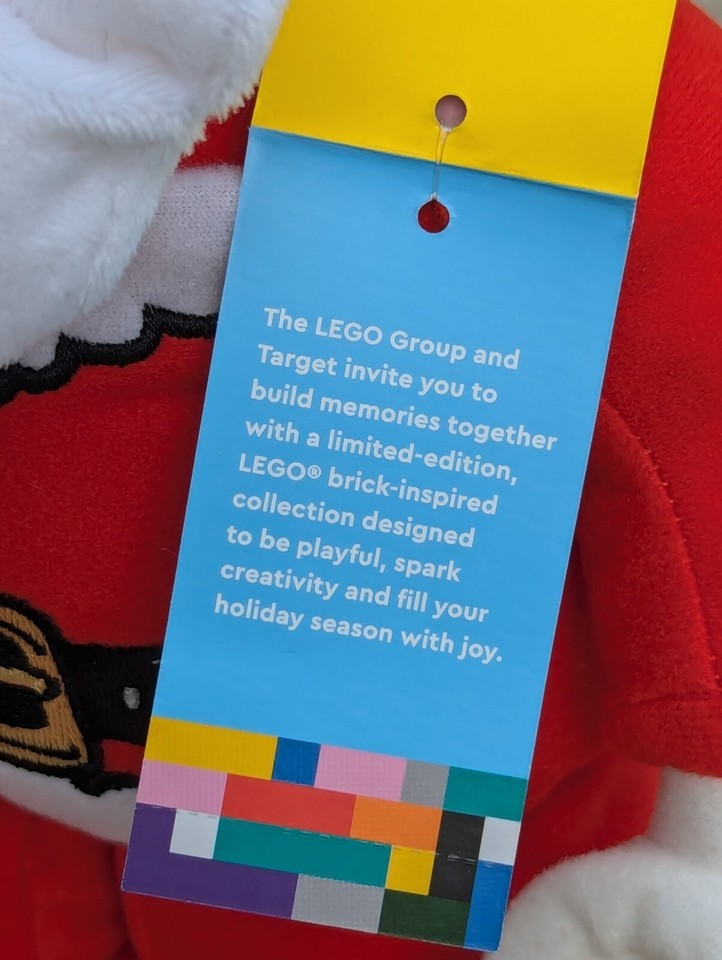 The LEGO Group and
Target invite you to
build memories together
with a limited-edition,
LEGO® brick-inspired
collection designed
to be playful, spark
creativity and fill your
holiday season with joy.